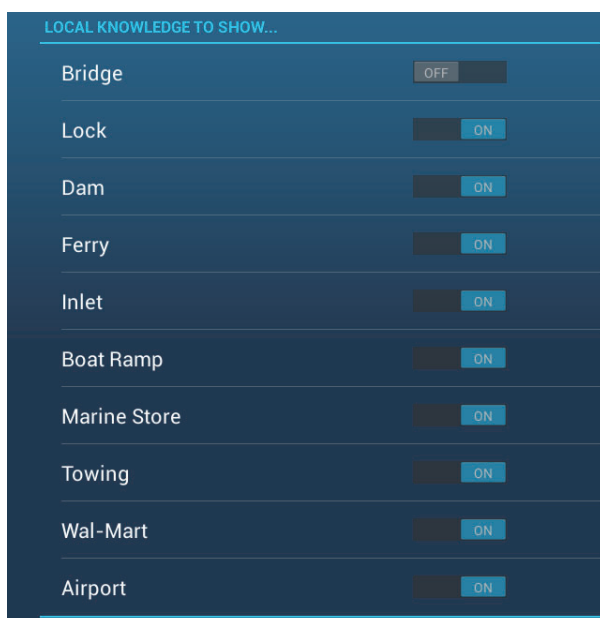 LOCAL KNOWLEDGE TO SHOW...
Bridge OFF
Lock ON
Dam ON
Ferry ON
Inlet ON
Boat Ramp ON
Marine Store ON
Towing ON
Wal-Mart ON
Airport ON